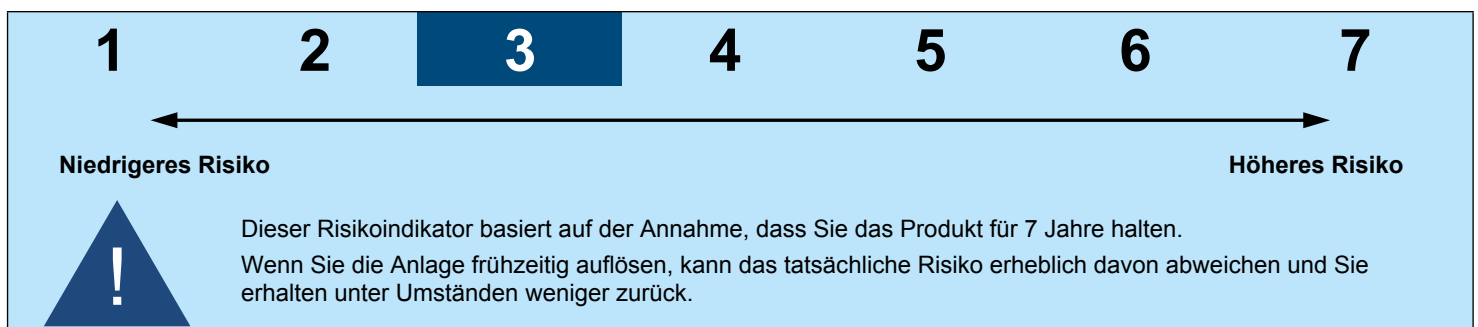 1 2 3 4 5 6 7
Niedrigeres Risiko Höheres Risiko
!
Dieser Risikoindikator basiert auf der Annahme, dass Sie das Produkt für 7 Jahre halten.
Wenn Sie die Anlage frühzeitig auflösen, kann das tatsächliche Risiko erheblich davon abweichen und Sie
erhalten unter Umständen weniger zurück.